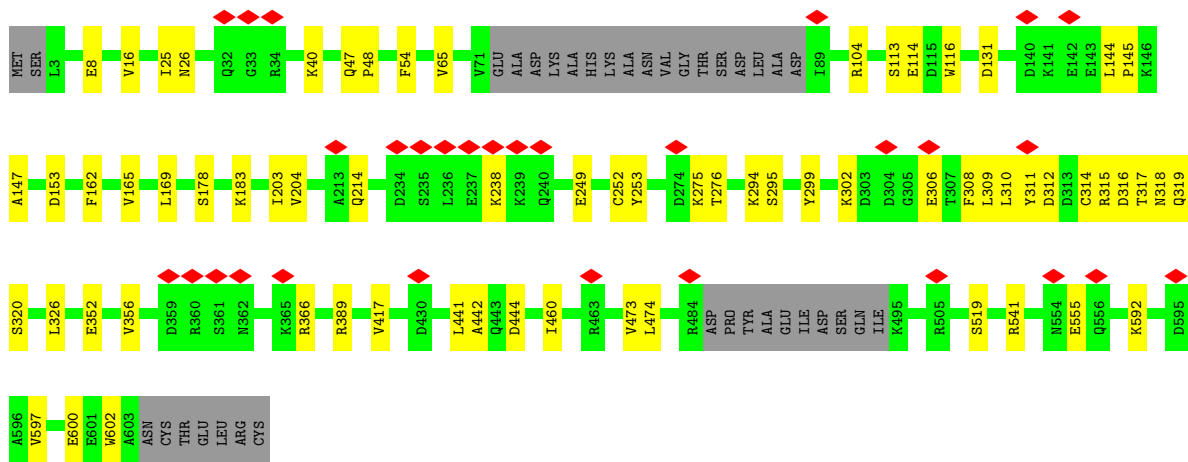 MET SER L3 E8 V16 I25 N26 Q32 G33 R34 K40 Q47 P48 F54 V65 V71 GLU ALA ASP LYS ALA HIS LYS ALA ASN VAL GLY THR SER ASP LEU ALA ASP I89 R104 S113 E114 D115 W116 D131 D140 K141 E142 E143 L144 P145 K146
A147 D153 F162 V165 L169 S178 K183 I203 V204 A213 Q214 D234 S235 L236 E237 K238 K239 Q240 E249 C252 Y253 D274 K275 T276 K294 S295 Y299 K302 D303 D304 G305 E306 T307 F308 L309 L310 Y311 D312 D313 C314 R315 D316 T317 N318 Q319
S320 L326 E352 V356 D359 R360 S361 N362 K365 R366 R389 V417 D430 L441 A442 Q443 D444 I460 R463 V473 L474 R484 ASP PRO TYR ALA GLU ILE ASP SER GLN ILE K495 R505 S519 R541 N554 E555 Q556 K592 D595
A596 V597 E600 E601 W602 A603 ASN CYS THR GLU LEU ARG CYS